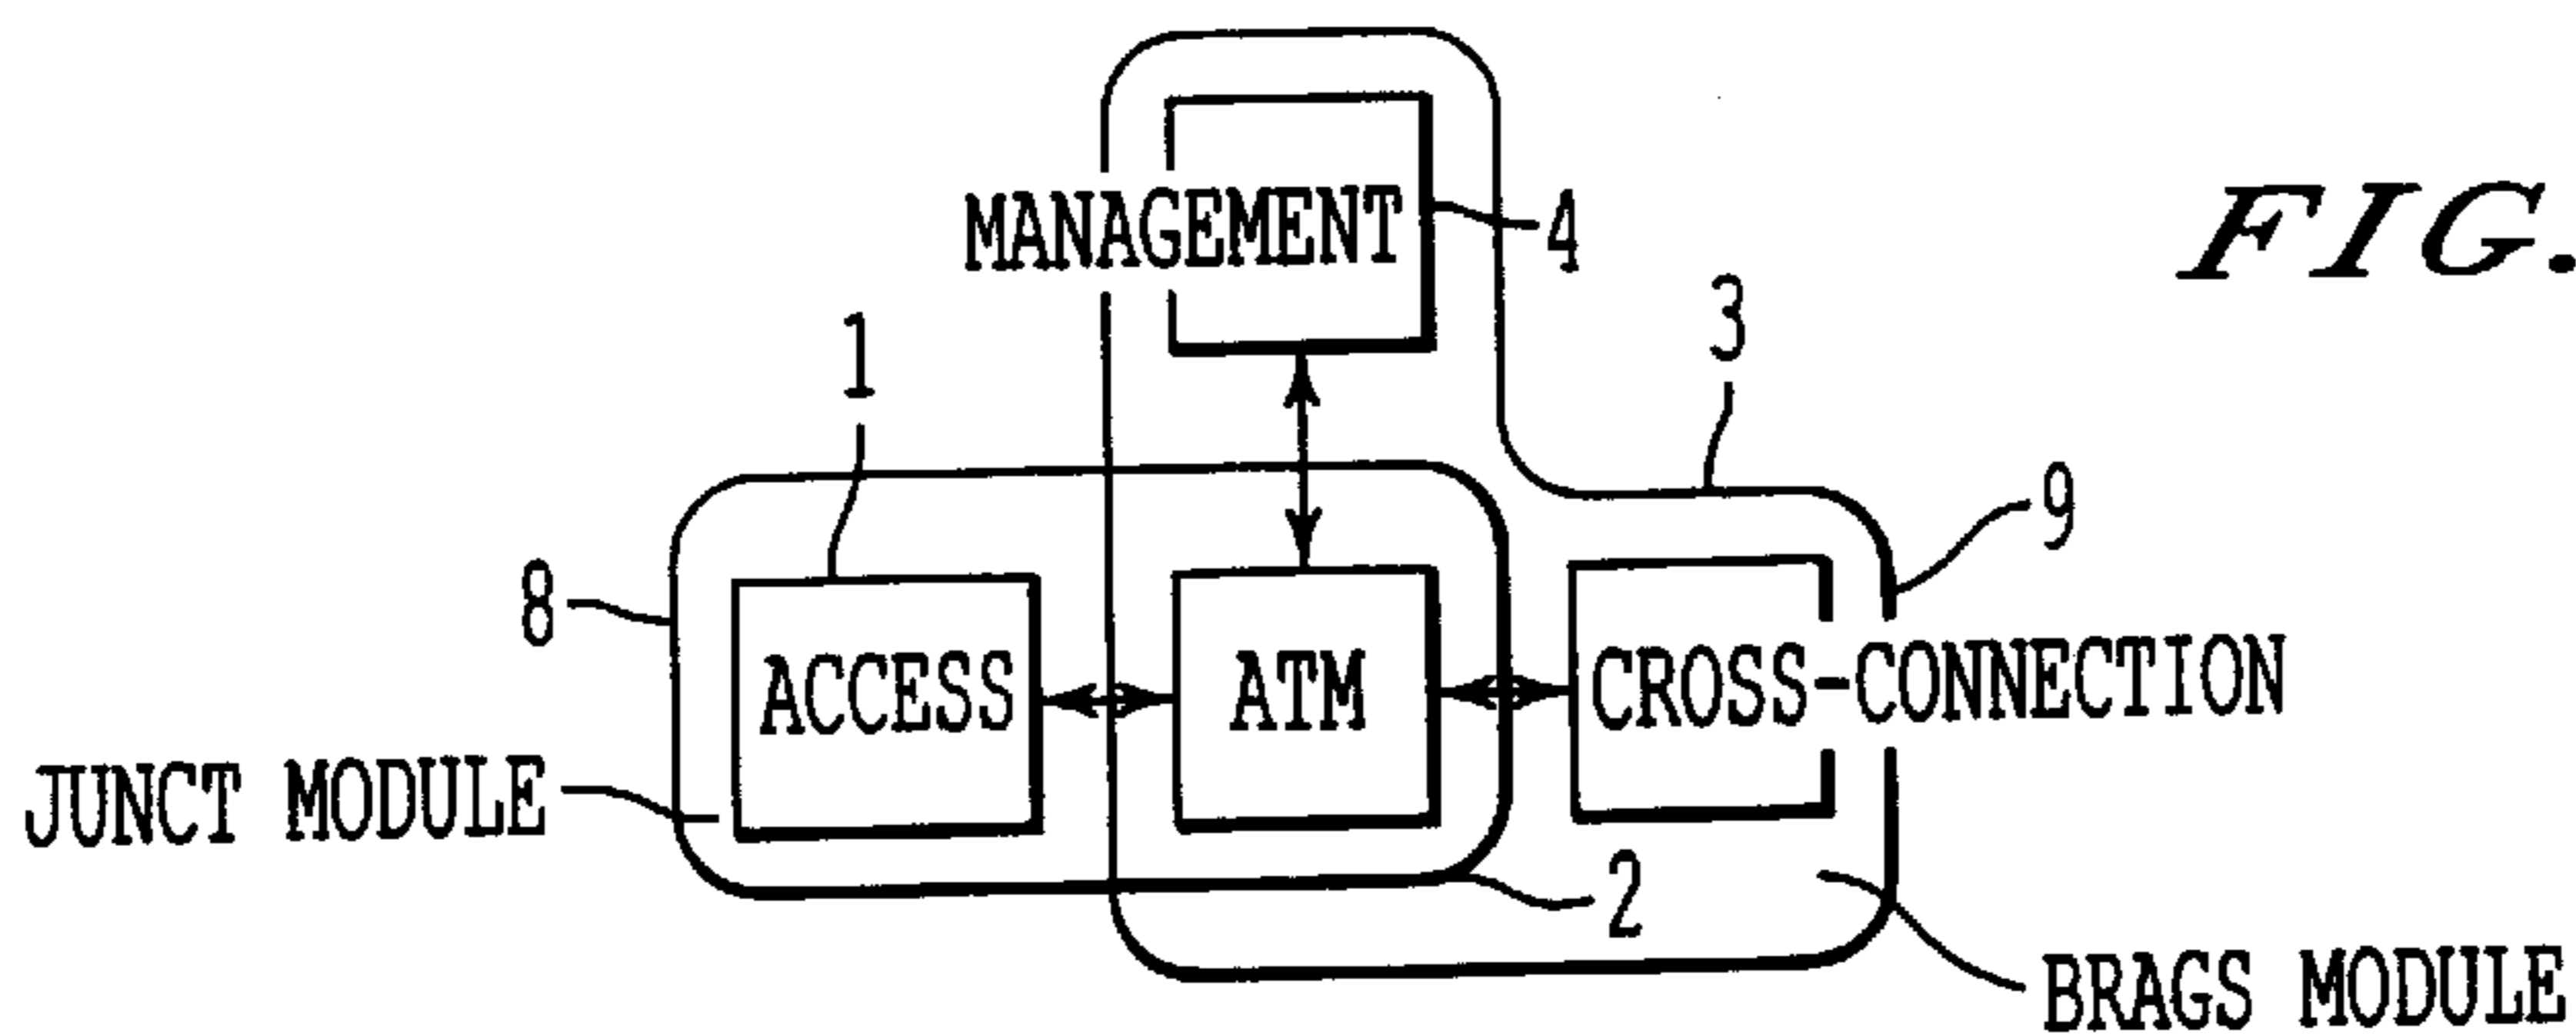 FIG.
MANAGEMENT
4
3
1
9
8
ACCESS
ATM
CROSS-CONNECTION
JUNCT MODULE
2
BRAGS MODULE